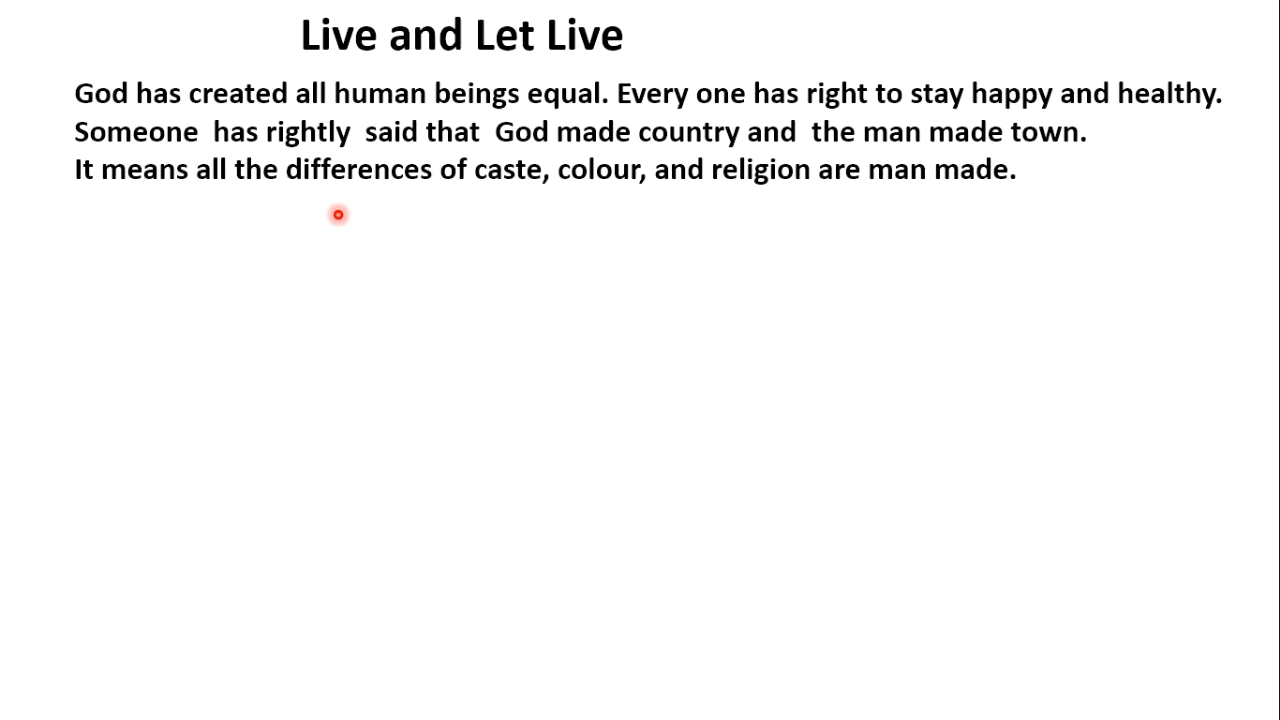 Live and Let Live
God has created all human beings equal. Every one has right to stay happy and healthy.
Someone has rightly said that God made country and the man made town.
It means all the differences of caste, colour, and religion are man made.